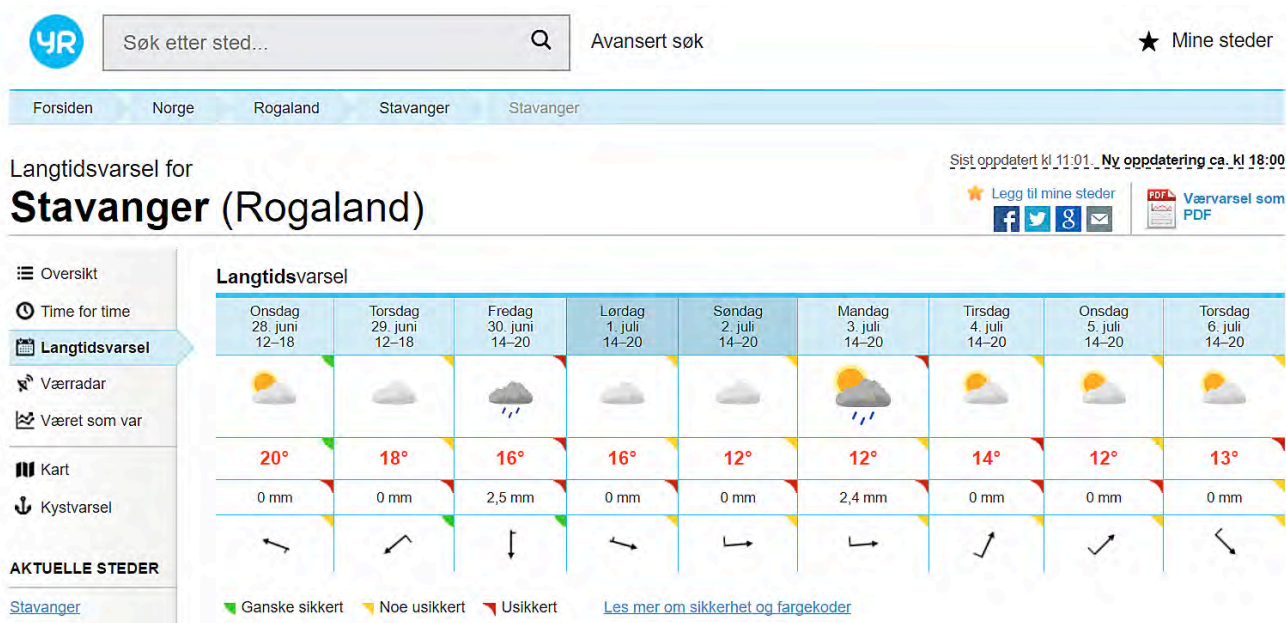 YR
Søk etter sted...
Avansert søk
Mine steder
Forsiden Norge Rogaland Stavanger Stavanger
Sist oppdatert kl 11:01. Ny oppdatering ca. kl 18:00
Langtidsvarsel for
Stavanger (Rogaland)
Legg til mine steder
PDF
Værvarsel som
PDF
Oversikt
Time for time
Langtidsvarsel
Værradar
Været som var
Kart
Kystvarsel
AKTUELLE STEDER
Stavanger
Langtidsvarsel
Onsdag Torsdag Fredag Lørdag Søndag Mandag Tirsdag Onsdag Torsdag
28. juni 29. juni 30. juni 1. juli 2. juli 3. juli 4. juli 5. juli 6. juli
12–18 12–18 14–20 14–20 14–20 14–20 14–20 14–20 14–20
20° 18° 16° 16° 12° 12° 14° 12° 13°
0 mm 0 mm 2,5 mm 0 mm 0 mm 2,4 mm 0 mm 0 mm 0 mm
Ganske sikkert Noe usikkert Usikkert Les mer om sikkerhet og fargekoder